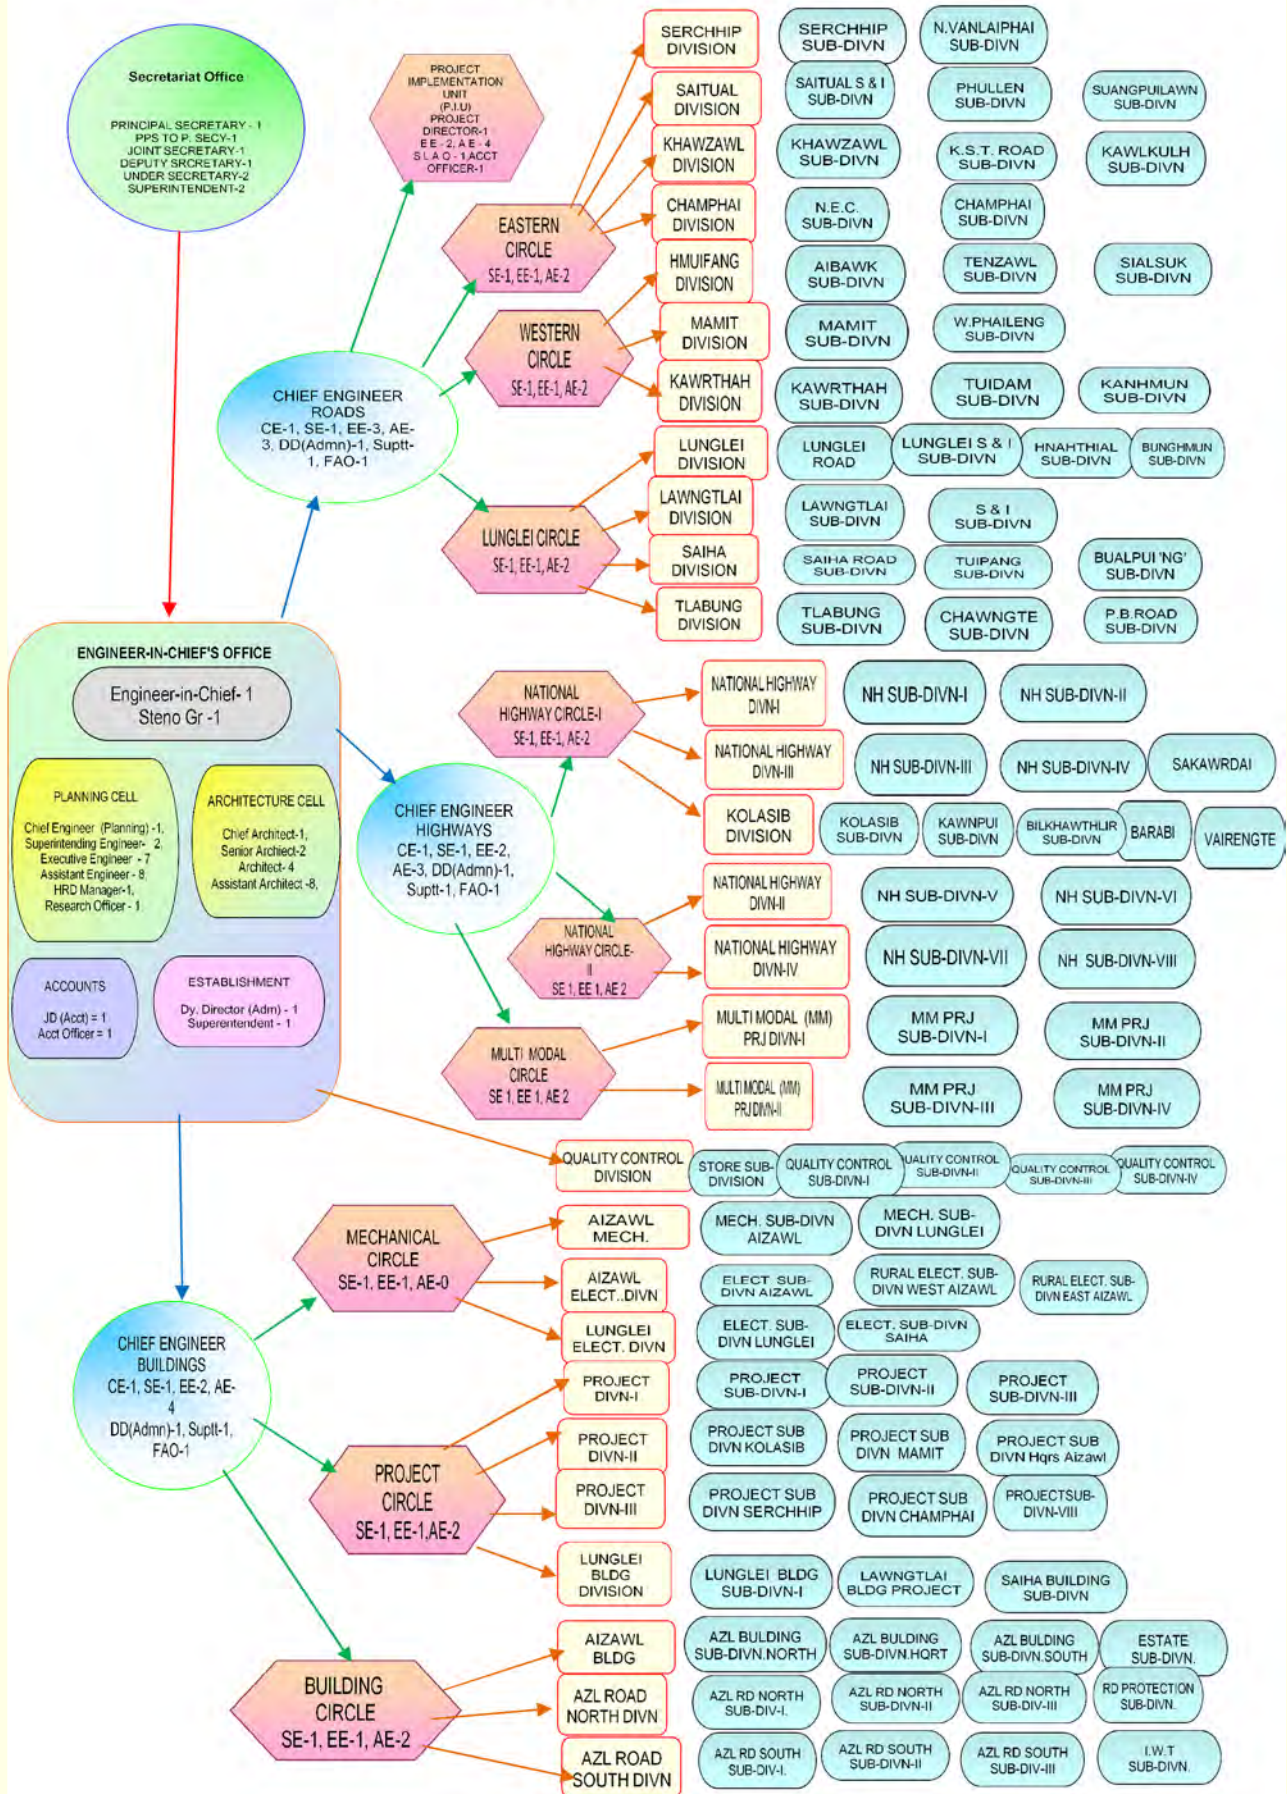 Secretariat Office
PRINCIPAL SECRETARY - 1
PPS TO P. SECY-1
JOINT SECRETARY-1
DEPUTY SRCRETARY-1
UNDER SECRETARY-2
SUPERINTENDENT-2
PROJECT
IMPLEMENTATION
UNIT
(P.I.U)
PROJECT
DIRECTOR-1
E E - 2, A E - 4
S L A O - 1,ACCT
OFFICER-1
CHIEF ENGINEER
ROADS
CE-1, SE-1, EE-3, AE-
3, DD(Admn)-1, Suptt-
1, FAO-1
EASTERN
CIRCLE
SE-1, EE-1, AE-2
SERCHHIP
DIVISION
SERCHHIP
SUB-DIVN
N.VANLAIPHAI
SUB-DIVN
SAITUAL
DIVISION
SAITUAL S & I
SUB-DIVN
PHULLEN
SUB-DIVN
SUANGPUILAWN
SUB-DIVN
KHAWZAWL
DIVISION
KHAWZAWL
SUB-DIVN
K.S.T. ROAD
SUB-DIVN
KAWLKULH
SUB-DIVN
CHAMPHAI
DIVISION
N.E.C.
SUB-DIVN
CHAMPHAI
SUB-DIVN
WESTERN
CIRCLE
SE-1, EE-1, AE-2
HMUIFANG
DIVISION
AIBAWK
SUB-DIVN
TENZAWL
SUB-DIVN
SIALSUK
SUB-DIVN
MAMIT
DIVISION
MAMIT
SUB-DIVN
W.PHAILENG
SUB-DIVN
KAWRTHAH
DIVISION
KAWRTHAH
SUB-DIVN
TUIDAM
SUB-DIVN
KANHMUN
SUB-DIVN
LUNGLEI CIRCLE
SE-1, EE-1, AE-2
LUNGLEI
DIVISION
LUNGLEI
ROAD
LUNGLEI S & I
SUB-DIVN
HNAHTHIAL
SUB-DIVN
BUNGHMUN
SUB-DIVN
LAWNGTLAI
DIVISION
LAWNGTLAI
SUB-DIVN
S & I
SUB-DIVN
SAIHA
DIVISION
SAIHA ROAD
SUB-DIVN
TUIPANG
SUB-DIVN
BUALPUI 'NG'
SUB-DIVN
TLABUNG
DIVISION
TLABUNG
SUB-DIVN
CHAWNGTE
SUB-DIVN
P.B.ROAD
SUB-DIVN
ENGINEER-IN-CHIEF'S OFFICE
Engineer-in-Chief- 1
Steno Gr -1
PLANNING CELL
Chief Engineer (Planning) -1,
Superintending Engineer- 2,
Executive Engineer - 7
Assistant Engineer - 8,
HRD Manager-1,
Research Officer - 1
ARCHITECTURE CELL
Chief Architect-1,
Senior Archiect-2
Architect- 4
Assistant Architect -8,
ACCOUNTS
JD (Acct) = 1
Acct Officer = 1
ESTABLISHMENT
Dy. Director (Adm) - 1
Superentendent - 1
CHIEF ENGINEER
HIGHWAYS
CE-1, SE-1, EE-2,
AE-3, DD(Admn)-1,
Suptt-1, FAO-1
NATIONAL
HIGHWAY CIRCLE-I
SE-1, EE-1, AE-2
NATIONAL HIGHWAY
DIVN-I
NH SUB-DIVN-I
NH SUB-DIVN-II
NATIONAL HIGHWAY
DIVN-III
NH SUB-DIVN-III
NH SUB-DIVN-IV
SAKAWRDAI
KOLASIB
DIVISION
KOLASIB
SUB-DIVN
KAWNPUI
SUB-DIVN
BILKHAWTHLIR
SUB-DIVN
BARABI
VAIRENGTE
NATIONAL
HIGHWAY CIRCLE-
II
SE 1, EE 1, AE 2
NATIONAL HIGHWAY
DIVN-II
NH SUB-DIVN-V
NH SUB-DIVN-VI
NATIONAL HIGHWAY
DIVN-IV
NH SUB-DIVN-VII
NH SUB-DIVN-VIII
MULTI MODAL
CIRCLE
SE 1, EE 1, AE 2
MULTI MODAL (MM)
PRJ DIVN-I
MM PRJ
SUB-DIVN-I
MM PRJ
SUB-DIVN-II
MULTI MODAL (MM)
PRJ DIVN-II
MM PRJ
SUB-DIVN-III
MM PRJ
SUB-DIVN-IV
QUALITY CONTROL
DIVISION
STORE SUB-
DIVISION
QUALITY CONTROL
SUB-DIVN-I
QUALITY CONTROL
SUB-DIVN-II
QUALITY CONTROL
SUB-DIVN-III
QUALITY CONTROL
SUB-DIVN-IV
CHIEF ENGINEER
BUILDINGS
CE-1, SE-1, EE-2, AE-
4
DD(Admn)-1, Suptt-1,
FAO-1
MECHANICAL
CIRCLE
SE-1, EE-1, AE-0
AIZAWL
MECH.
MECH. SUB-DIVN
AIZAWL
MECH. SUB-
DIVN LUNGLEI
AIZAWL
ELECT..DIVN
ELECT. SUB-
DIVN AIZAWL
RURAL ELECT. SUB-
DIVN WEST AIZAWL
RURAL ELECT. SUB-
DIVN EAST AIZAWL
LUNGLEI
ELECT. DIVN
ELECT. SUB-
DIVN LUNGLEI
ELECT. SUB-DIVN
SAIHA
PROJECT
CIRCLE
SE-1, EE-1,AE-2
PROJECT
DIVN-I
PROJECT
SUB-DIVN-I
PROJECT
SUB-DIVN-II
PROJECT
SUB-DIVN-III
PROJECT
DIVN-II
PROJECT SUB
DIVN KOLASIB
PROJECT SUB
DIVN MAMIT
PROJECT SUB
DIVN Hqrs Aizawl
PROJECT
DIVN-III
PROJECT SUB
DIVN SERCHHIP
PROJECT SUB
DIVN CHAMPHAI
PROJECTSUB-
DIVN-VIII
LUNGLEI
BLDG
DIVISION
LUNGLEI BLDG
SUB-DIVN-I
LAWNGTLAI
BLDG PROJECT
SAIHA BUILDING
SUB-DIVN
BUILDING
CIRCLE
SE-1, EE-1, AE-2
AIZAWL
BLDG
AZL BULDING
SUB-DIVN.NORTH
AZL BULDING
SUB-DIVN.HQRT
AZL BULDING
SUB-DIVN.SOUTH
ESTATE
SUB-DIVN.
AZL ROAD
NORTH DIVN
AZL RD NORTH
SUB-DIV-I.
AZL RD NORTH
SUB-DIVN-II
AZL RD NORTH
SUB-DIV-III
RD PROTECTION
SUB-DIVN.
AZL ROAD
SOUTH DIVN
AZL RD SOUTH
SUB-DIV-I.
AZL RD SOUTH
SUB-DIVN-II
AZL RD SOUTH
SUB-DIV-III
I.W.T
SUB-DIVN.